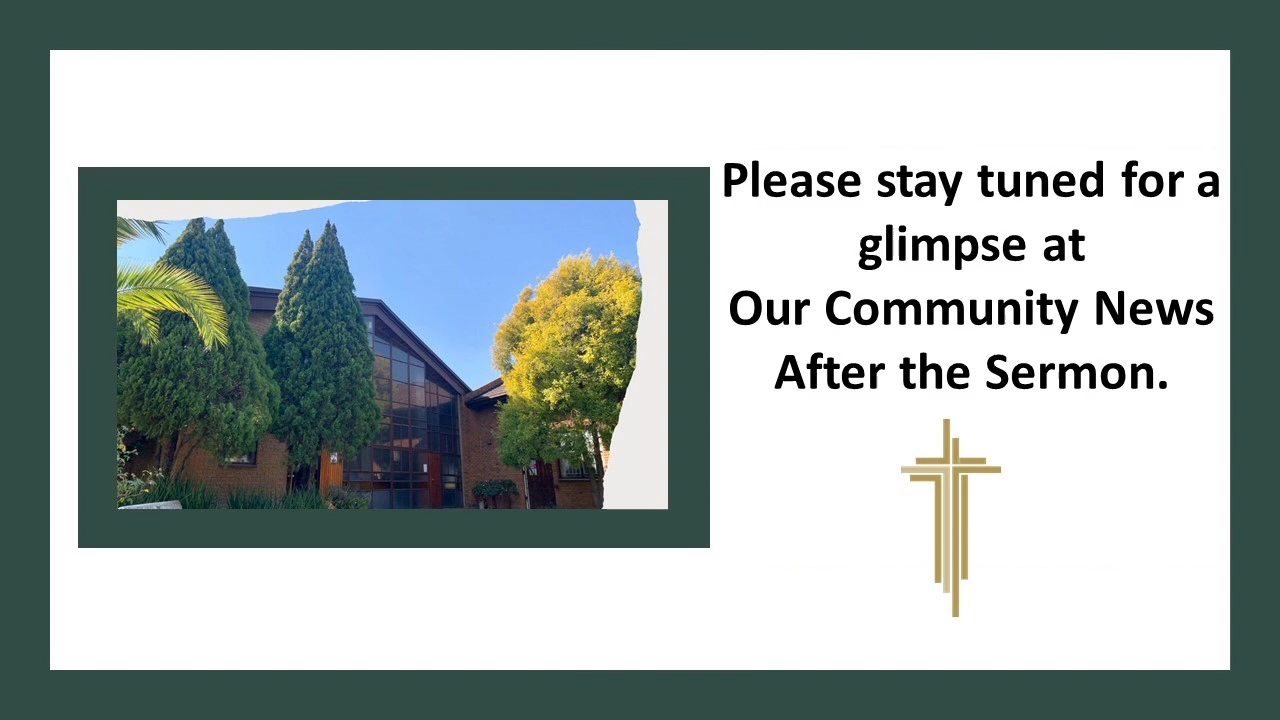 Please stay tuned for a
glimpse at
Our Community News
After the Sermon.